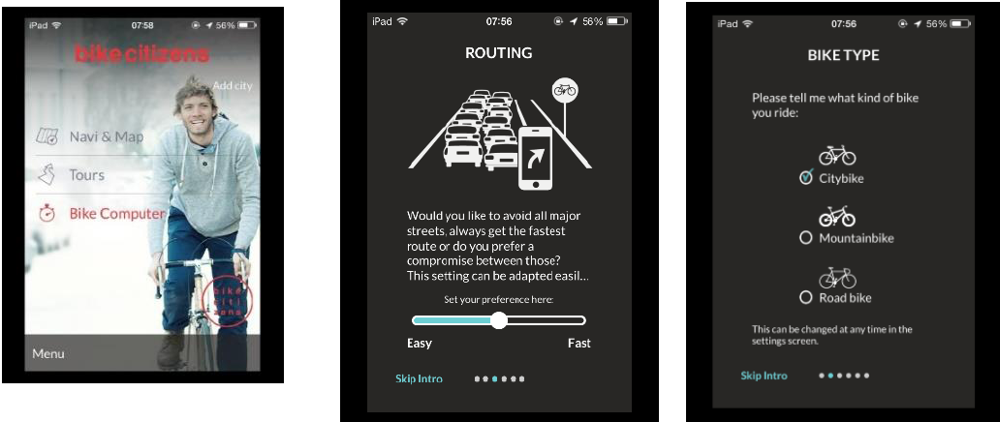 iPad 07:58 56%
bike citizens
Add city
Navi & Map
Tours
Bike Computer
bike
citi
zens
Menu
iPad 07:56 56%
ROUTING
Would you like to avoid all major
streets, always get the fastest
route or do you prefer a
compromise between those?
This setting can be adapted easil...
Set your preference here:
Easy Fast
Skip Intro
iPad 07:56 56%
BIKE TYPE
Please tell me what kind of bike
you ride:
Citybike
Mountainbike
Road bike
This can be changed at any time in the
settings screen.
Skip Intro